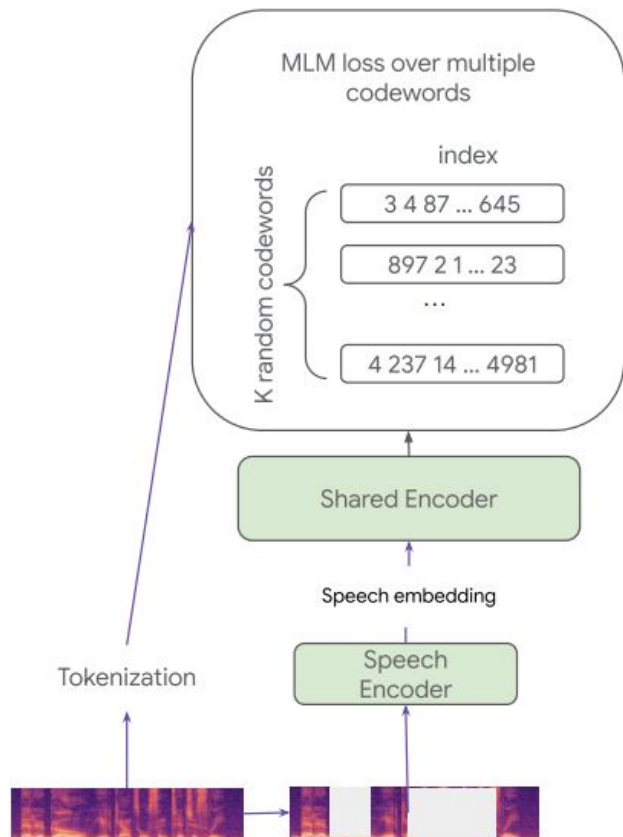 MLM loss over multiple
codewords
index
K random codewords
3 4 87 ... 645
897 2 1 ... 23
...
4 237 14 ... 4981
Shared Encoder
Speech embedding
Speech
Encoder
Tokenization